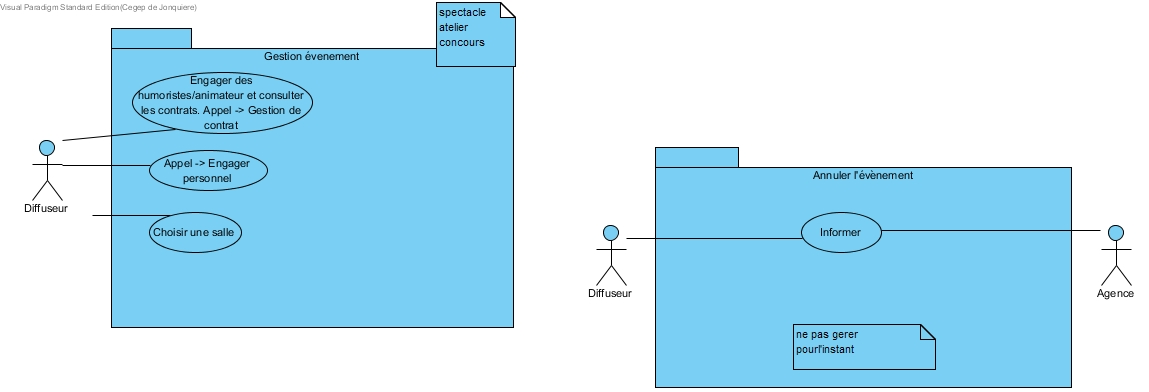 Visual Paradigm Standard Edition(Cegep de Jonquiere)
spectacle
atelier
concours
Gestion évenement
Engager des
humoristes/animateur et consulter
les contrats. Appel -> Gestion de
contrat
Appel -> Engager
personnel
Choisir une salle
Diffuseur
Annuler l'évènement
Informer
Diffuseur
Agence
ne pas gerer
pourl'instant